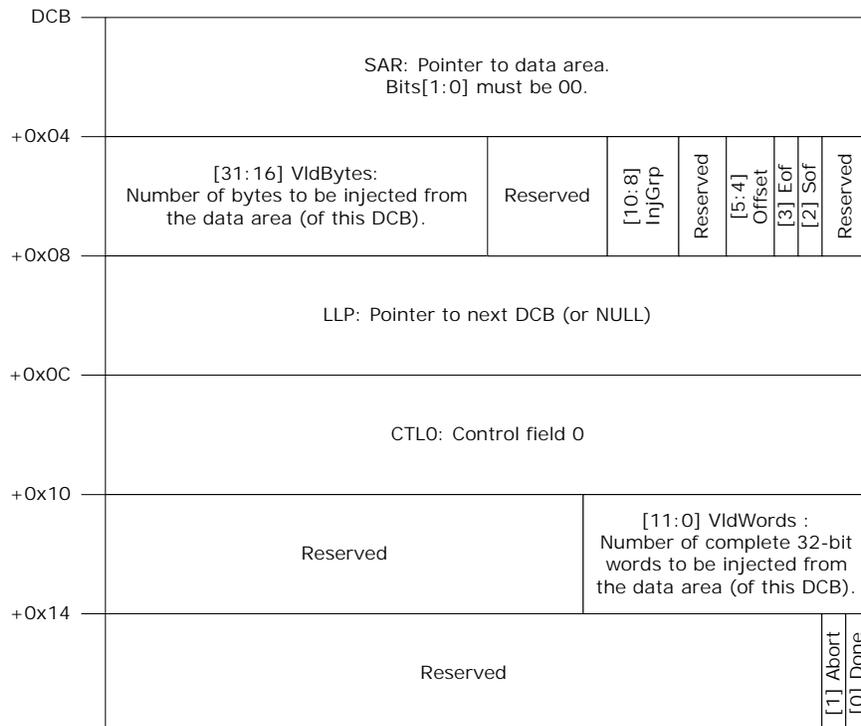 DCB
SAR: Pointer to data area.
Bits[1:0] must be 00.
+0x04
[31:16] VldBytes:
Number of bytes to be injected from
the data area (of this DCB).
Reserved
[10:8]
InjGrp
Reserved
[5:4]
Offset
[3] Eof
[2] Sof
Reserved
+0x08
LLP: Pointer to next DCB (or NULL)
+0x0C
CTL0: Control field 0
+0x10
Reserved
[11:0] VldWords :
Number of complete 32-bit
words to be injected from
the data area (of this DCB).
+0x14
Reserved
[1] Abort
[0] Done